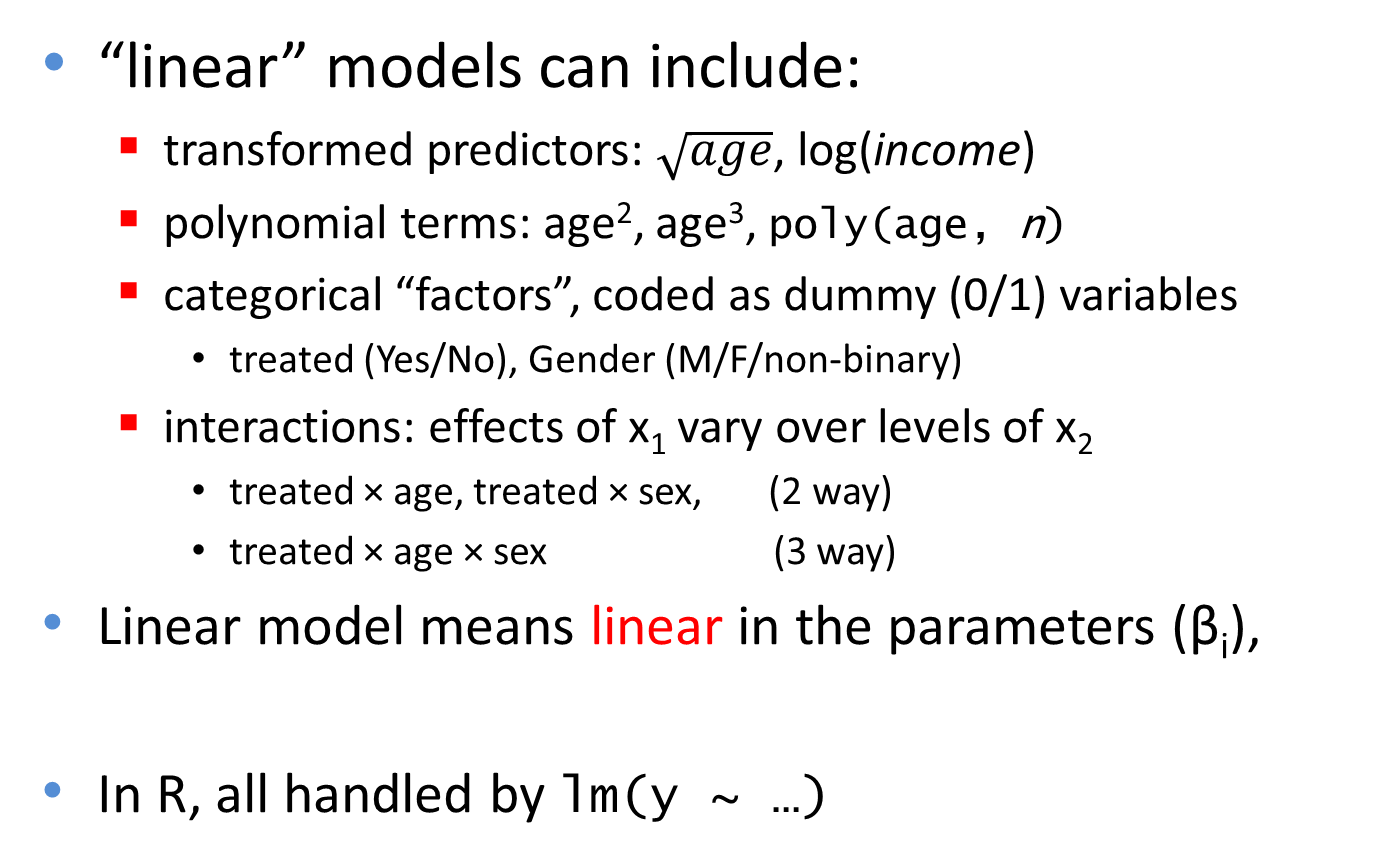 • “linear” models can include:
▪ transformed predictors: √age, log(income)
▪ polynomial terms: age², age³, poly(age, n)
▪ categorical “factors”, coded as dummy (0/1) variables
• treated (Yes/No), Gender (M/F/non-binary)
▪ interactions: effects of x₁ vary over levels of x₂
• treated × age, treated × sex, (2 way)
• treated × age × sex (3 way)
• Linear model means linear in the parameters (βᵢ),
• In R, all handled by lm(y ~ …)